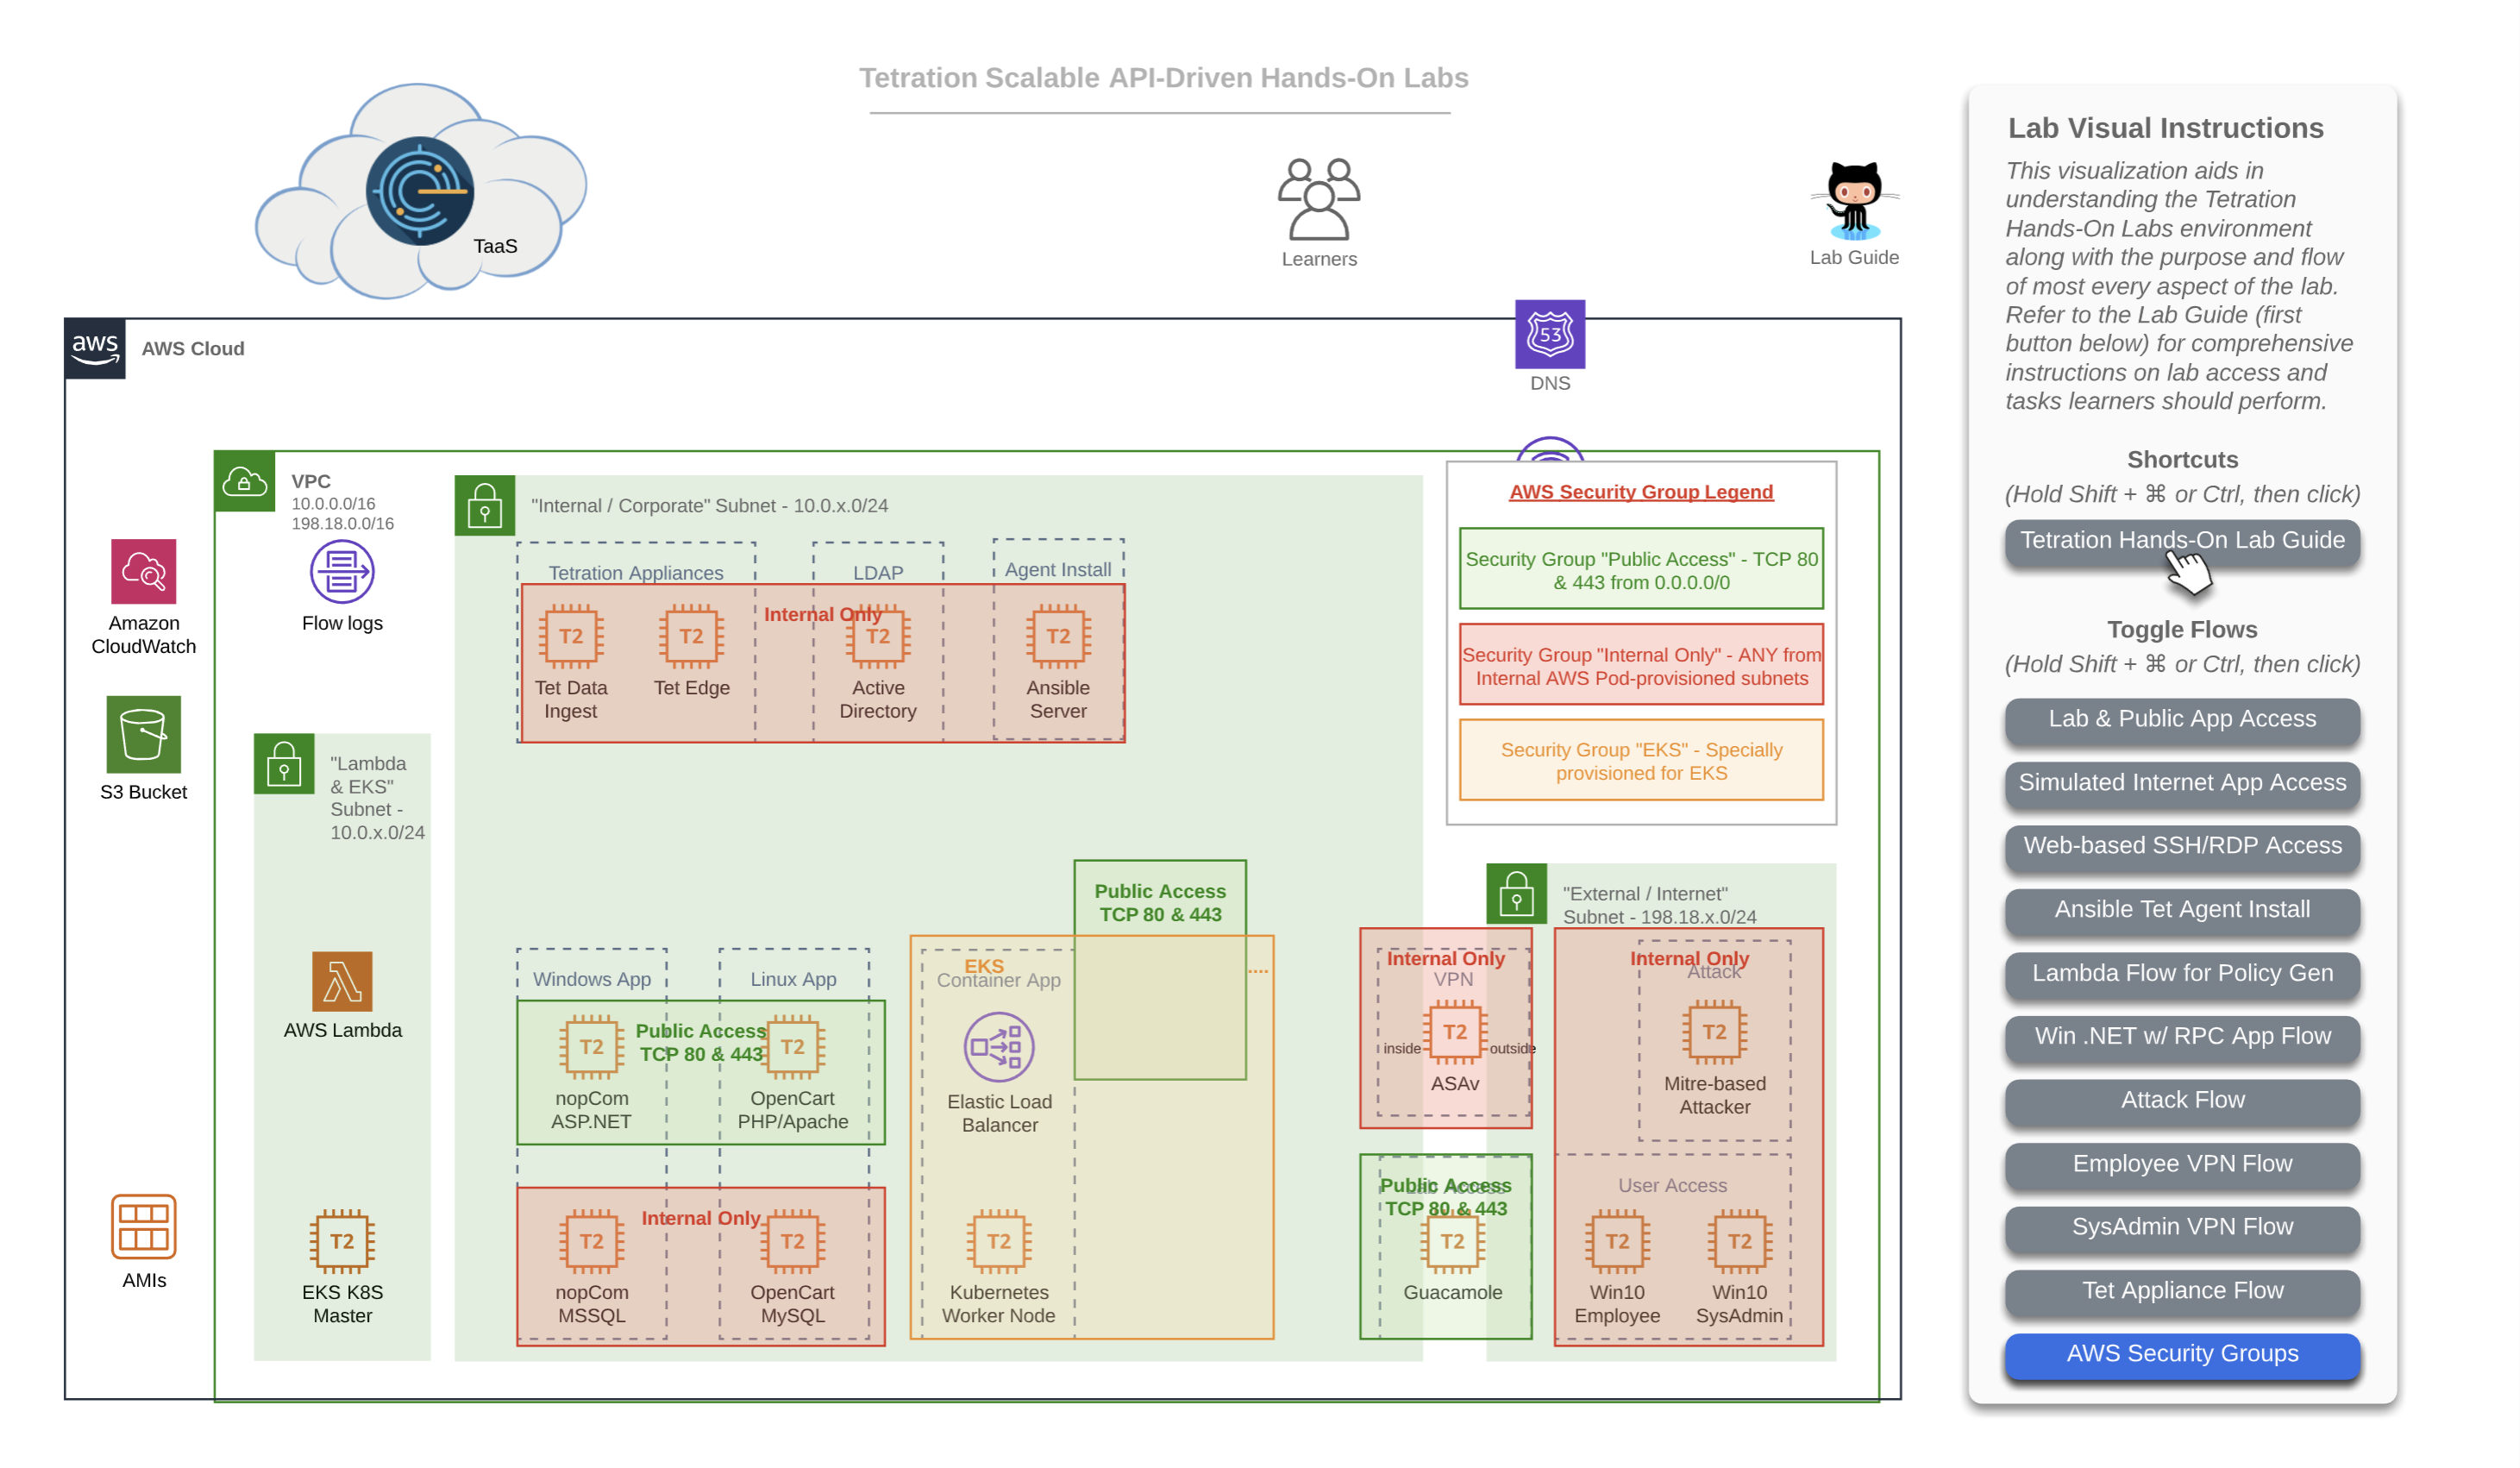 Tetration Scalable API-Driven Hands-On Labs
TaaS
Learners
Lab Guide
aws
AWS Cloud
53
DNS
VPC
10.0.0.0/16
198.18.0.0/16
Flow logs
Amazon
CloudWatch
S3 Bucket
AMIs
"Lambda
& EKS"
Subnet -
10.0.x.0/24
AWS Lambda
T2
EKS K8S
Master
"Internal / Corporate" Subnet - 10.0.x.0/24
Tetration Appliances
LDAP
Agent Install
Internal Only
T2
T2
T2
T2
Tet Data
Ingest
Tet Edge
Active
Directory
Ansible
Server
Public Access
TCP 80 & 443
Windows App
Linux App
EKS
....
Container App
Public Access
TCP 80 & 443
T2
T2
nopCom
ASP.NET
OpenCart
PHP/Apache
Elastic Load
Balancer
Internal Only
T2
T2
T2
nopCom
MSSQL
OpenCart
MySQL
Kubernetes
Worker Node
AWS Security Group Legend
Security Group "Public Access" - TCP 80
& 443 from 0.0.0.0/0
Security Group "Internal Only" - ANY from
Internal AWS Pod-provisioned subnets
Security Group "EKS" - Specially
provisioned for EKS
"External / Internet"
Subnet - 198.18.x.0/24
Internal Only
VPN
T2
inside
outside
ASAv
Internal Only
Attack
T2
Mitre-based
Attacker
Public Access
Lab Access
TCP 80 & 443
T2
Guacamole
User Access
T2
T2
Win10
Employee
Win10
SysAdmin
Lab Visual Instructions
This visualization aids in
understanding the Tetration
Hands-On Labs environment
along with the purpose and flow
of most every aspect of the lab.
Refer to the Lab Guide (first
button below) for comprehensive
instructions on lab access and
tasks learners should perform.
Shortcuts
(Hold Shift + ⌘ or Ctrl, then click)
Tetration Hands-On Lab Guide
Toggle Flows
(Hold Shift + ⌘ or Ctrl, then click)
Lab & Public App Access
Simulated Internet App Access
Web-based SSH/RDP Access
Ansible Tet Agent Install
Lambda Flow for Policy Gen
Win .NET w/ RPC App Flow
Attack Flow
Employee VPN Flow
SysAdmin VPN Flow
Tet Appliance Flow
AWS Security Groups